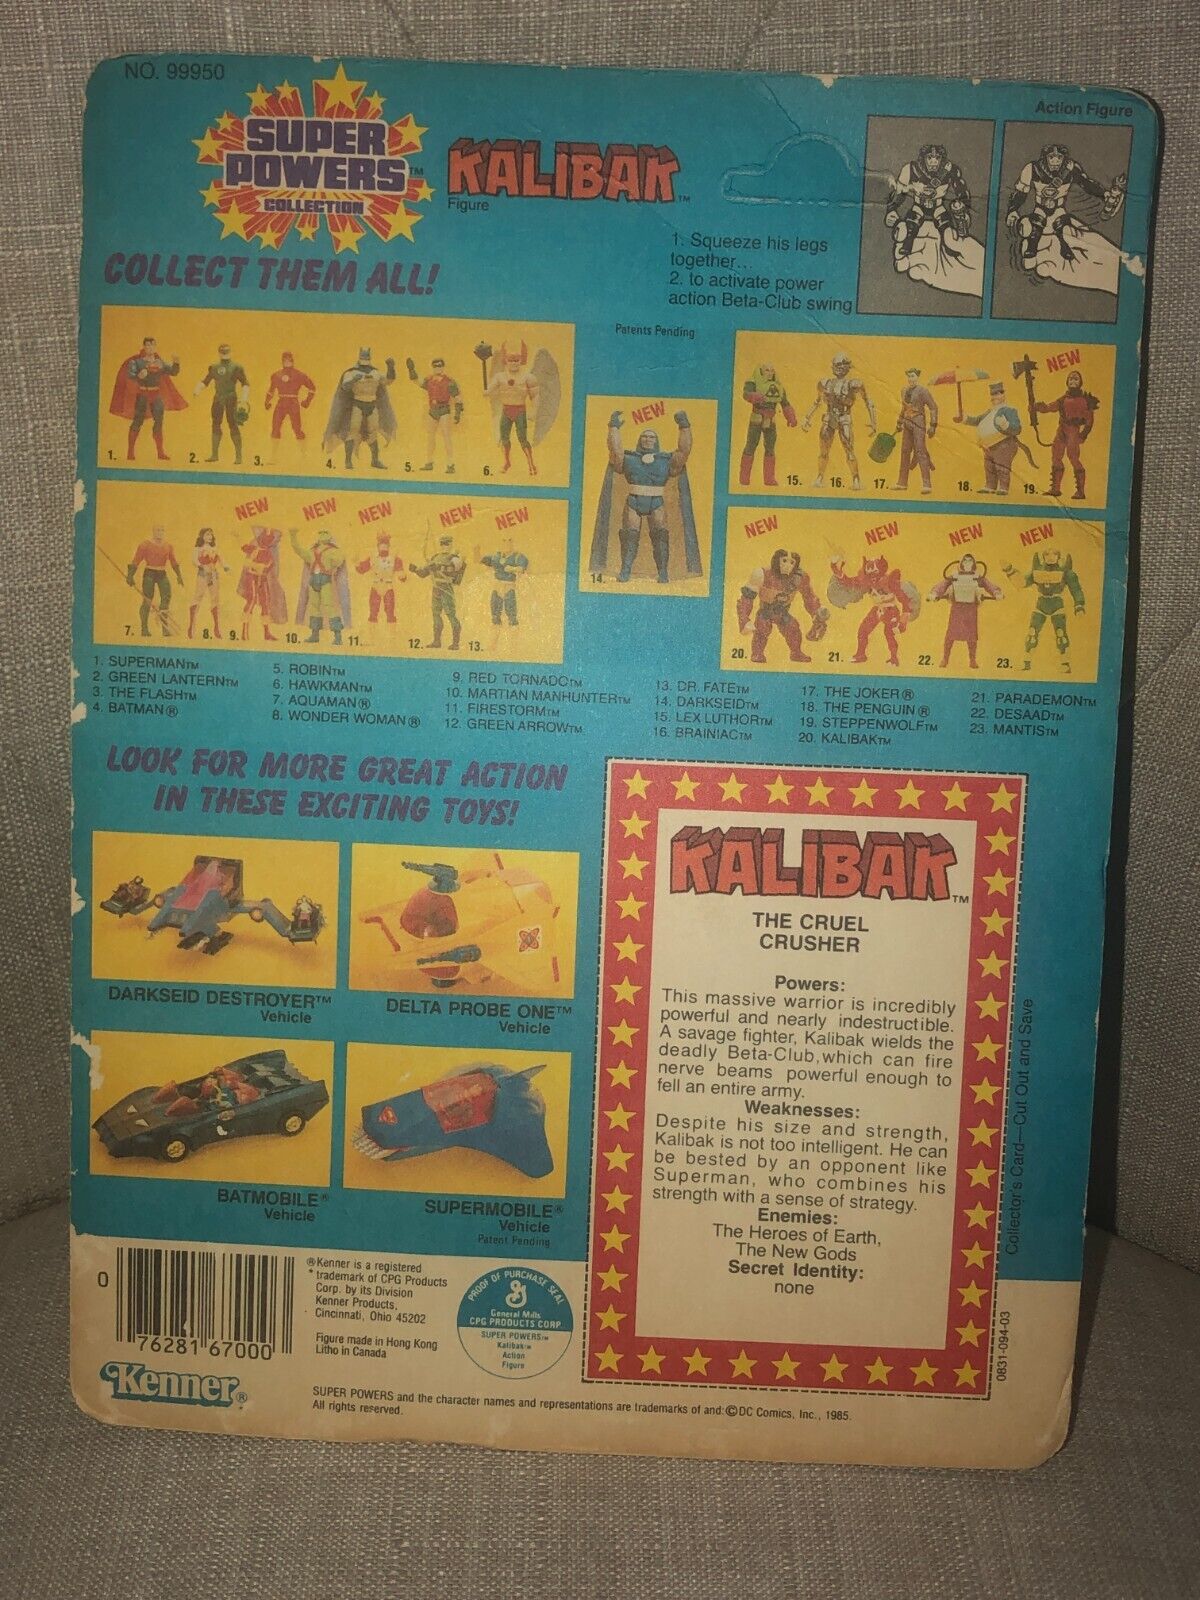 NO. 99950
SUPER
POWERS™
COLLECTION
KALIBAK™
Figure
Action Figure
1. Squeeze his legs
together...
2. to activate power
action Beta-Club swing
Patents Pending
COLLECT THEM ALL!
1.
2.
3.
4.
5.
6.
NEW
14.
NEW
15.
16.
17.
18.
19.
NEW
NEW
NEW
NEW
NEW
7.
8.
9.
10.
11.
12.
13.
NEW
NEW
NEW
NEW
20.
21.
22.
23.
1. SUPERMAN™
2. GREEN LANTERN™
3. THE FLASH™
4. BATMAN®
5. ROBIN™
6. HAWKMAN™
7. AQUAMAN®
8. WONDER WOMAN®
9. RED TORNADO™
10. MARTIAN MANHUNTER™
11. FIRESTORM™
12. GREEN ARROW™
13. DR. FATE™
14. DARKSEID™
15. LEX LUTHOR™
16. BRAINIAC™
17. THE JOKER®
18. THE PENGUIN®
19. STEPPENWOLF™
20. KALIBAK™
21. PARADEMON™
22. DESAAD™
23. MANTIS™
LOOK FOR MORE GREAT ACTION
IN THESE EXCITING TOYS!
DARKSEID DESTROYER™
Vehicle
DELTA PROBE ONE™
Vehicle
BATMOBILE®
Vehicle
SUPERMOBILE®
Vehicle
Patent Pending
KALIBAK™
THE CRUEL
CRUSHER
Powers:
This massive warrior is incredibly
powerful and nearly indestructible.
A savage fighter, Kalibak wields the
deadly Beta-Club, which can fire
nerve beams powerful enough to
fell an entire army.
Weaknesses:
Despite his size and strength,
Kalibak is not too intelligent. He can
be bested by an opponent like
Superman, who combines his
strength with a sense of strategy.
Enemies:
The Heroes of Earth,
The New Gods
Secret Identity:
none
Collector's Card—Cut Out and Save
0831-094-03
0
76281 67000
® Kenner is a registered
trademark of CPG Products
Corp. by its Division
Kenner Products,
Cincinnati, Ohio 45202
Figure made in Hong Kong
Litho in Canada
PROOF OF PURCHASE SEAL
General Mills
CPG PRODUCTS CORP.
SUPER POWERS™
Kalibak™
Action
Figure
Kenner®
SUPER POWERS and the character names and representations are trademarks of and: © DC Comics, Inc., 1985.
All rights reserved.